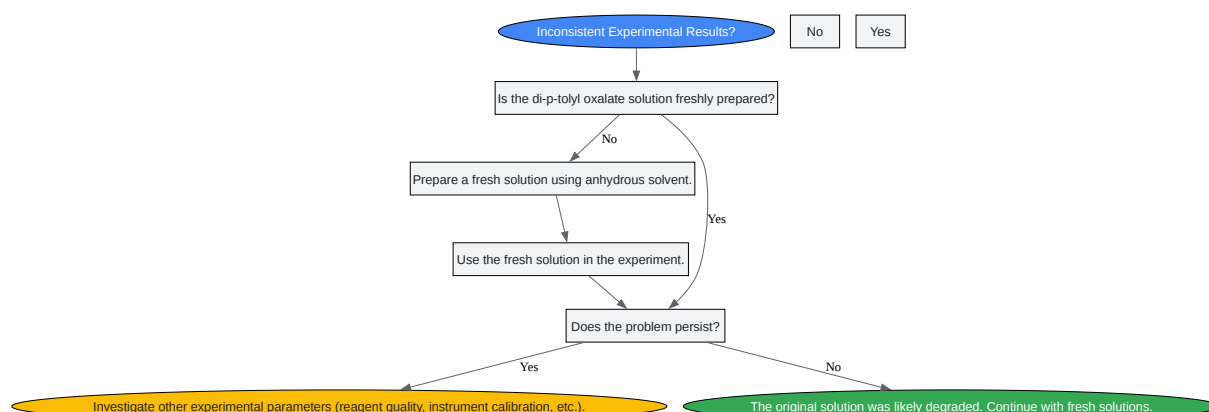 Inconsistent Experimental Results?
No
Yes
Is the di-p-tolyl oxalate solution freshly prepared?
No
Prepare a fresh solution using anhydrous solvent.
Yes
Use the fresh solution in the experiment.
Does the problem persist?
Yes
No
Investigate other experimental parameters (reagent quality, instrument calibration, etc.).
The original solution was likely degraded. Continue with fresh solutions.